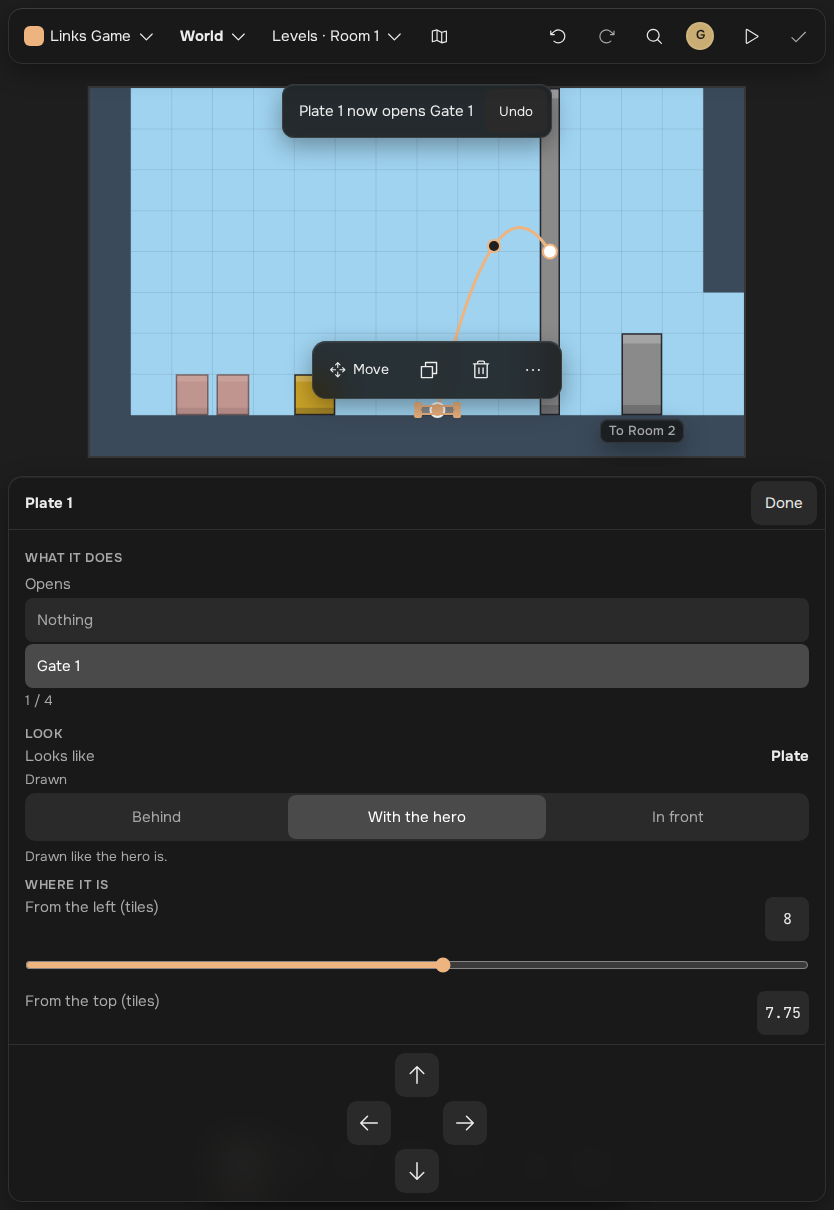 Links Game
World
Levels · Room 1
G
Plate 1 now opens Gate 1
Undo
Move
To Room 2
Plate 1
Done
WHAT IT DOES
Opens
Nothing
Gate 1
1 / 4
LOOK
Looks like
Plate
Drawn
Behind
With the hero
In front
Drawn like the hero is.
WHERE IT IS
From the left (tiles)
8
From the top (tiles)
7.75